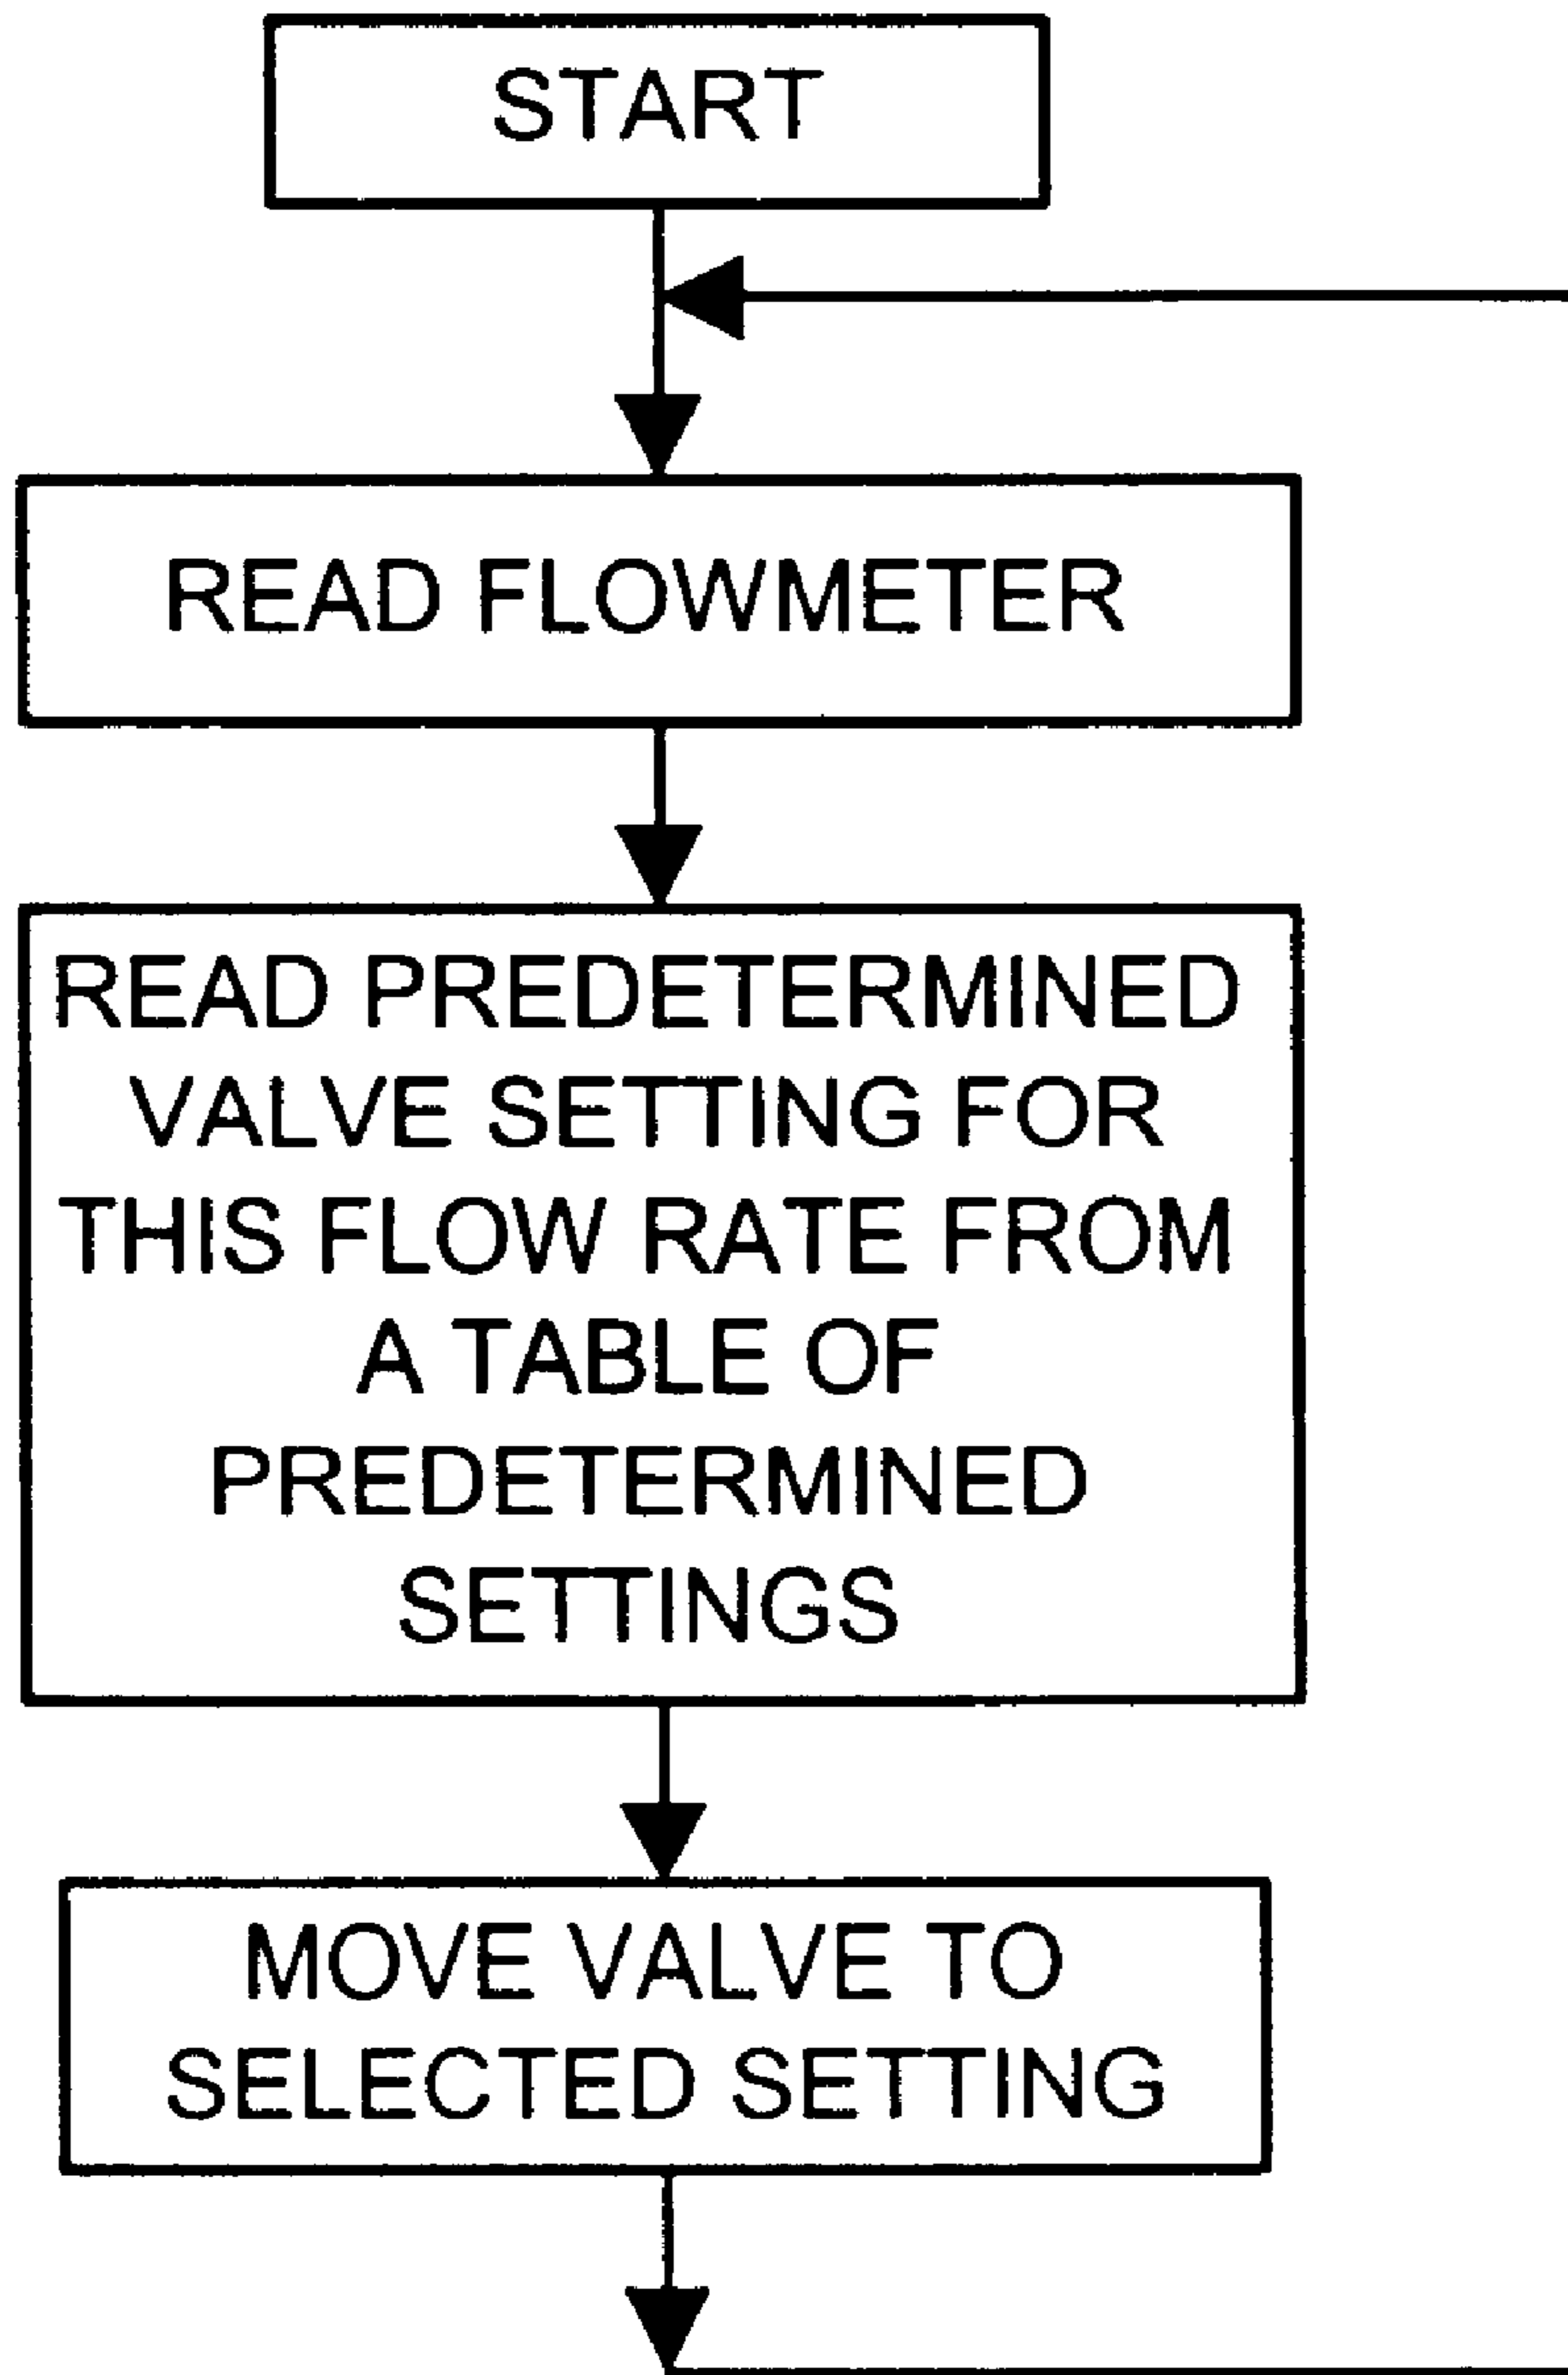 START
READ FLOWMETER
READ PREDETERMINED
VALVE SETTING FOR
THIS FLOW RATE FROM
A TABLE OF
PREDETERMINED
SETTINGS
MOVE VALVE TO
SELECTED SETTING